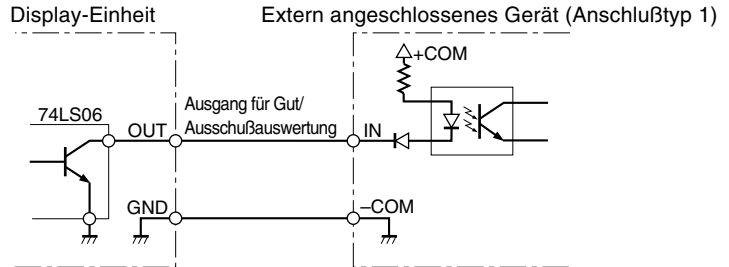 Display-Einheit
Extern angeschlossenes Gerät (Anschlußtyp 1)
+COM
74LS06
OUT
Ausgang für Gut/
Ausschußauswertung
IN
GND
–COM